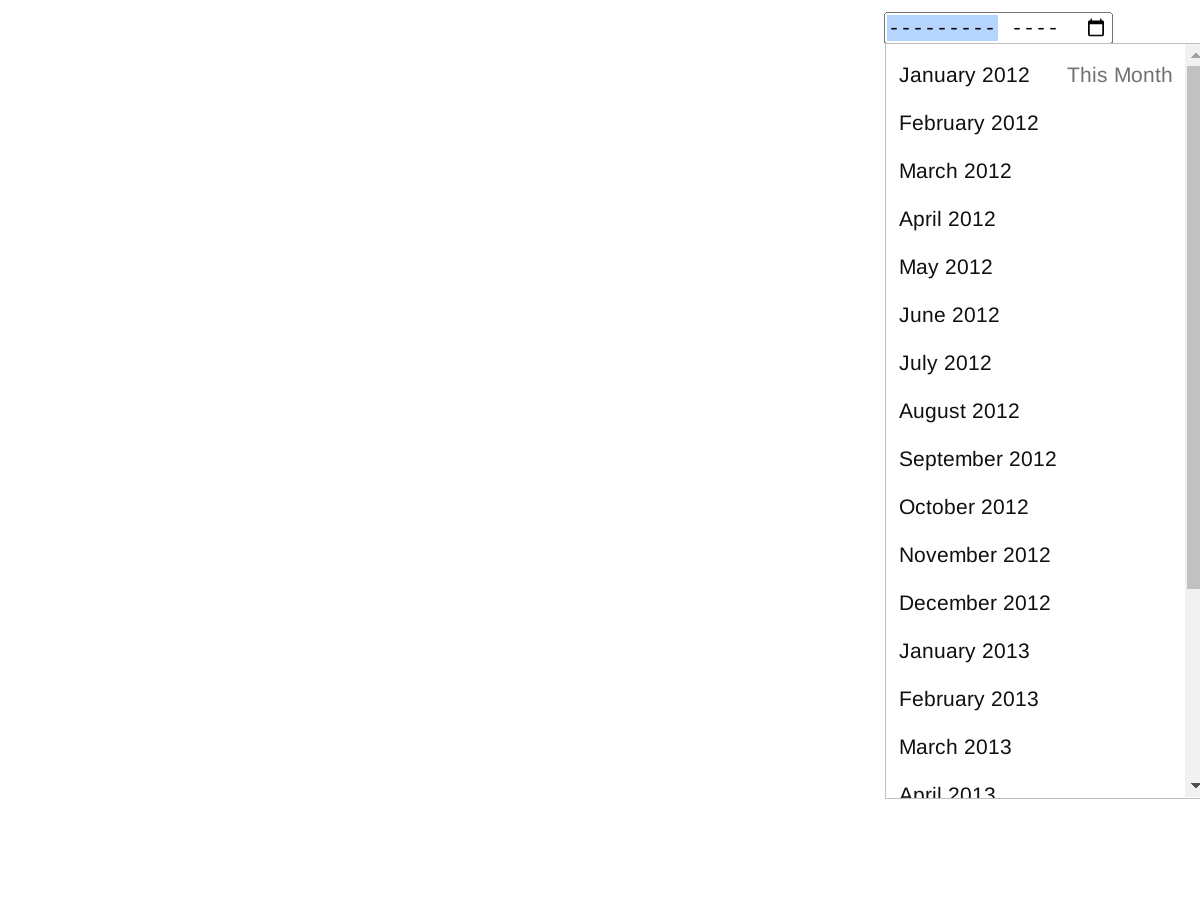 --------- ----
January 2012 This Month
February 2012
March 2012
April 2012
May 2012
June 2012
July 2012
August 2012
September 2012
October 2012
November 2012
December 2012
January 2013
February 2013
March 2013
April 2013